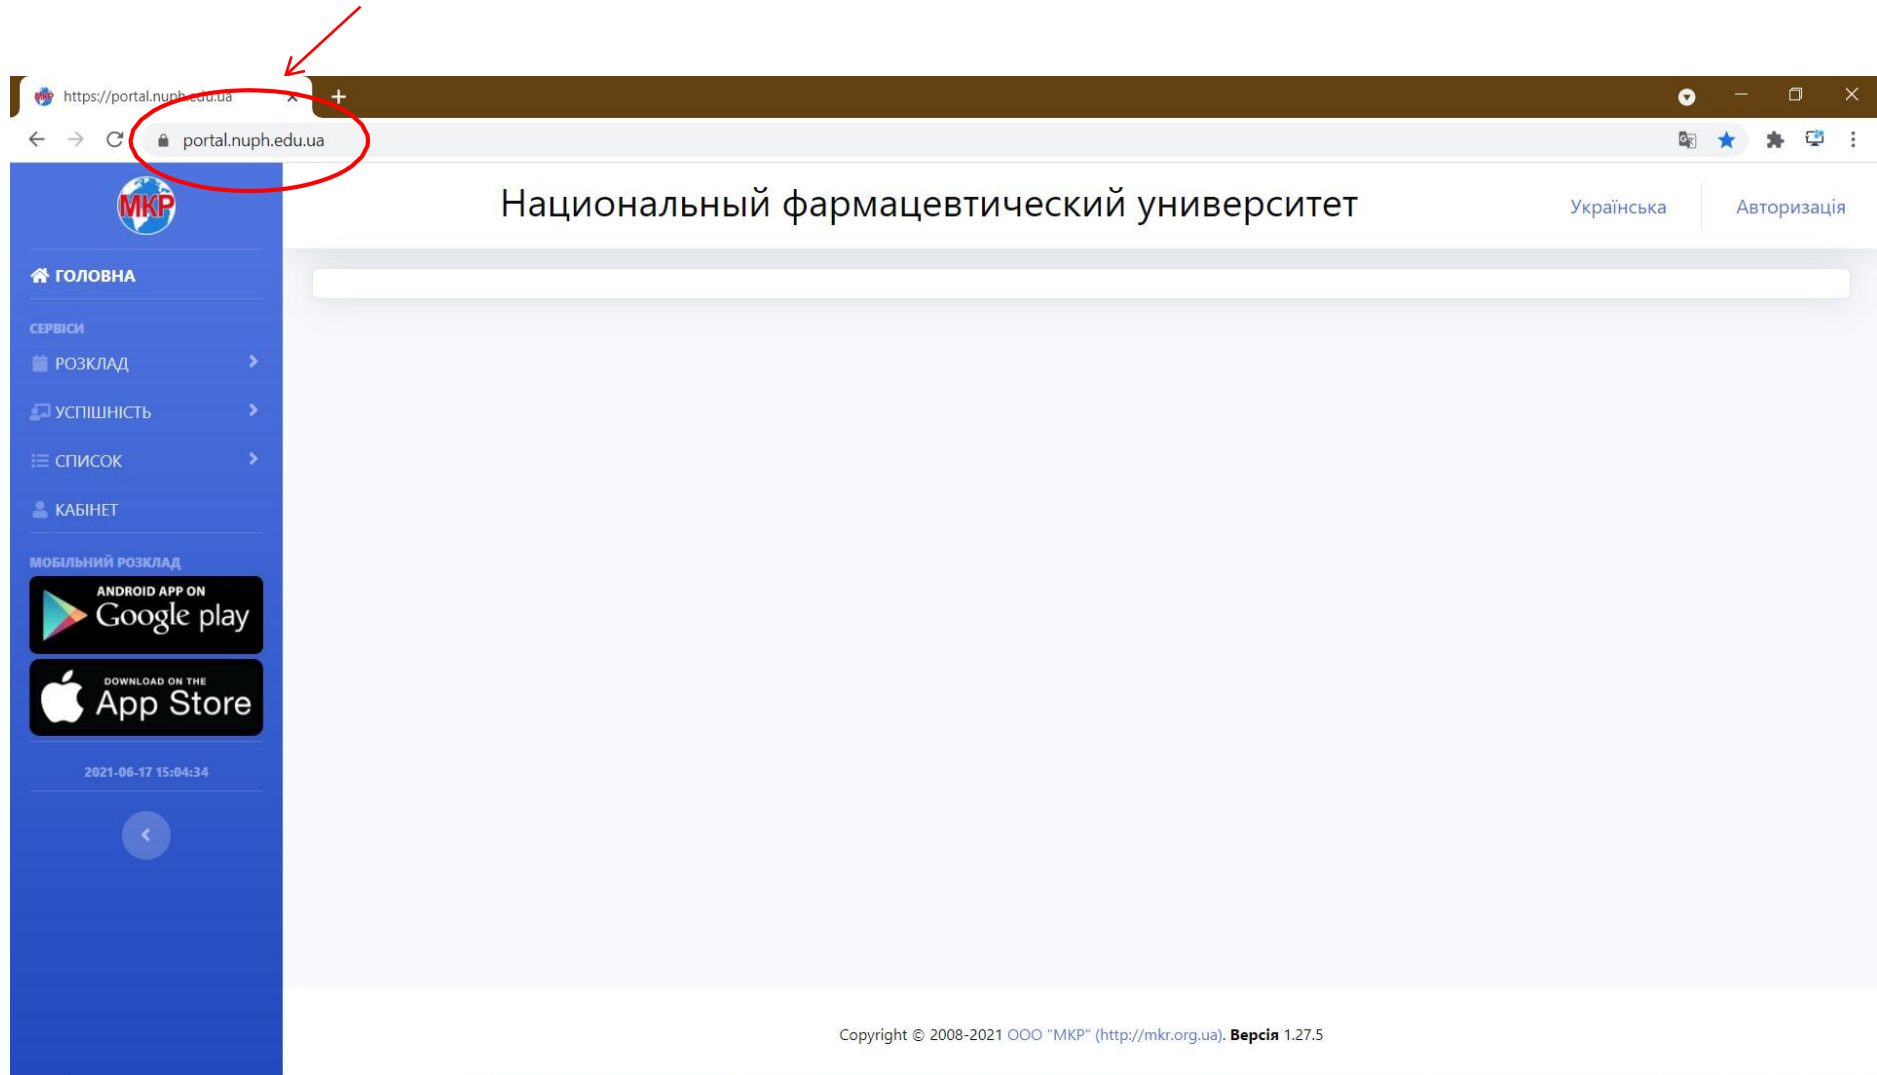 https://portal.nuph.edu.ua
portal.nuph.edu.ua
МКР
Национальный фармацевтический университет
Українська
Авторизація
ГОЛОВНА
СЕРВІСИ
РОЗКЛАД
УСПІШНІСТЬ
СПИСОК
КАБІНЕТ
МОБІЛЬНИЙ РОЗКЛАД
ANDROID APP ON
Google play
DOWNLOAD ON THE
App Store
2021-06-17 15:04:34
Copyright © 2008-2021 ООО "МКР" (http://mkr.org.ua). Версія 1.27.5